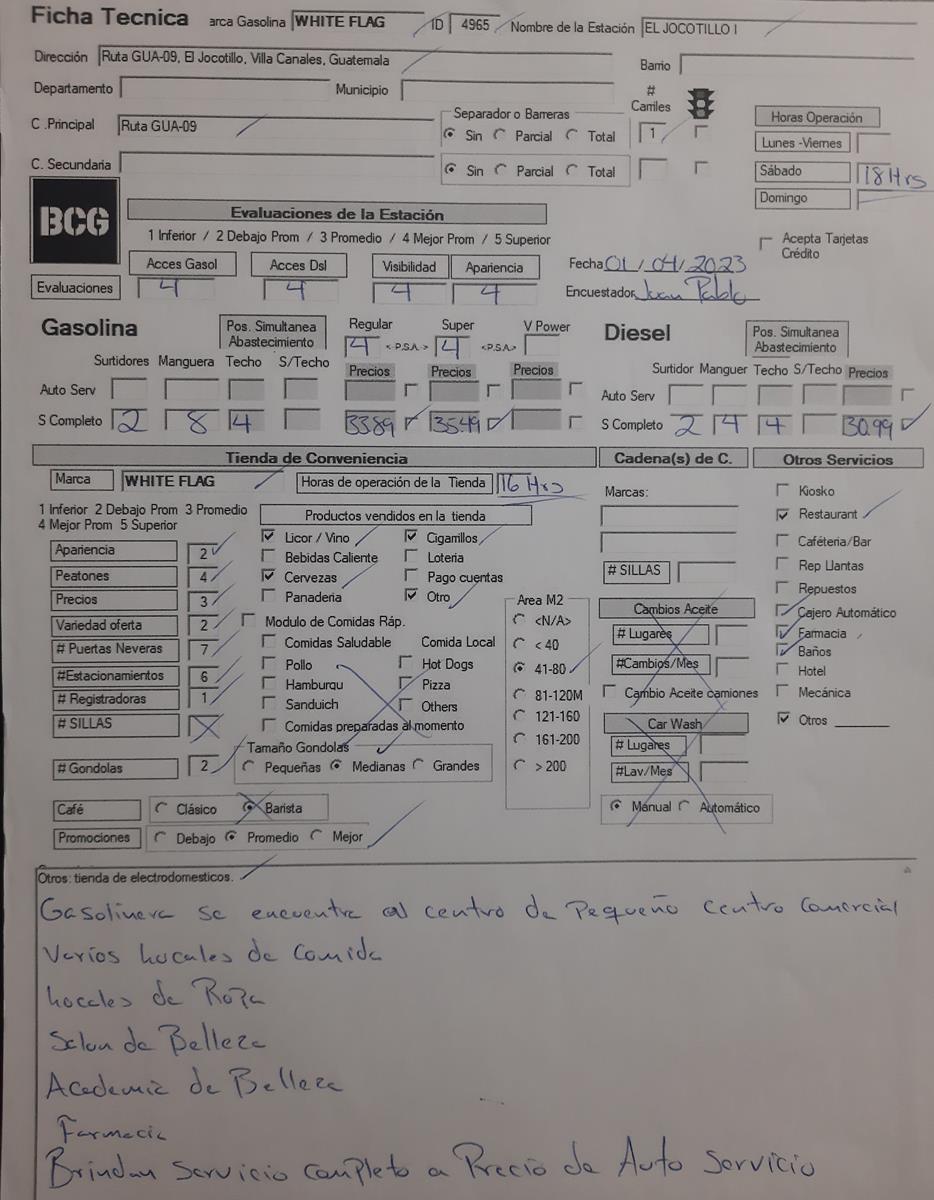 Ficha Tecnica arca Gasolina WHITE FLAG ID 4965 Nombre de la Estación EL JOCOTILLO I
Dirección Ruta GUA-09, El Jocotillo, Villa Canales, Guatemala Barrio
Departamento Municipio # Carriles
C .Principal Ruta GUA-09 Separador o Barreras Sin Parcial Total 1
Horas Operación
Lunes -Viernes
C. Secundaria Sin Parcial Total
Sábado 18 Hrs
Domingo
BCG
Evaluaciones de la Estación
1 Inferior / 2 Debajo Prom / 3 Promedio / 4 Mejor Prom / 5 Superior
Acepta Tarjetas Crédito
Acces Gasol Acces Dsl Visibilidad Apariencia Fecha 01/04/2023
Evaluaciones 4 4 4 4 Encuestador Juan Pablo
Gasolina Pos. Simultanea Abastecimiento Regular Super V Power
4 <-P.S.A.-> 4 <-P.S.A->
Surtidores Manguera Techo S/Techo Precios Precios Precios
Auto Serv
S Completo 2 8 4 3389 3549
Diesel Pos. Simultanea Abastecimiento
Surtidor Manguer Techo S/Techo Precios
Auto Serv
S Completo 2 4 4 30.99
Tienda de Conveniencia
Marca WHITE FLAG Horas de operación de la Tienda 16 Hrs
1 Inferior 2 Debajo Prom 3 Promedio
4 Mejor Prom 5 Superior
Apariencia 2
Peatones 4
Precios 3
Variedad oferta 2
# Puertas Neveras 7
#Estacionamientos 6
# Registradoras 1
# SILLAS
# Gondolas 2
Productos vendidos en la tienda
Licor / Vino Cigarrillos
Bebidas Caliente Loteria
Cervezas Pago cuentas
Panaderia Otro
Modulo de Comidas Ráp.
Comidas Saludable Comida Local
Pollo Hot Dogs
Hamburqu Pizza
Sanduich Others
Comidas preparadas al momento
Tamaño Gondolas
Pequeñas Medianas Grandes
Area M2
<N/A>
< 40
41-80
81-120M
121-160
161-200
> 200
Café Clásico Barista
Promociones Debajo Promedio Mejor
Cadena(s) de C.
Marcas:
# SILLAS
Cambios Aceite
# Lugares
#Cambios/Mes
Cambio Aceite camiones
Car Wash
# Lugares
#Lav/Mes
Manual Automático
Otros Servicios
Kiosko
Restaurant
Caféteria/Bar
Rep Llantas
Repuestos
Cajero Automático
Farmacia
Baños
Hotel
Mecánica
Otros
Otros: tienda de electrodomesticos.
Gasolinera se encuentra al centro de Pequeño Centro Comercial
Varios locales de Comida
locales de Ropa
Salon de Belleza
Academia de Belleza
Farmacia
Brindan Servicio completo a Precio de Auto Servicio